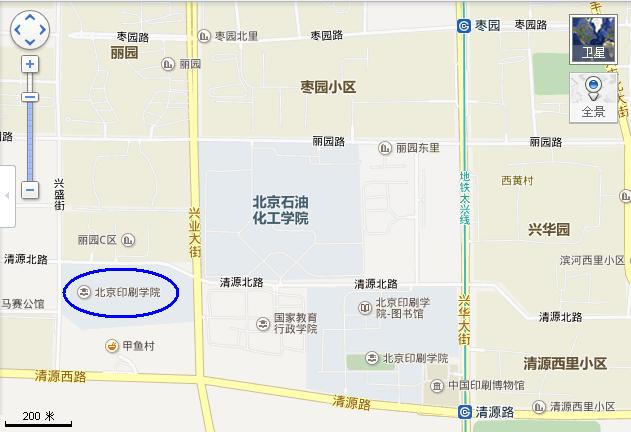 枣园路
枣园北里
枣园路
枣园
丽园
丽园
枣园小区
卫星
全景
北大街
丽园路
丽园路
丽园路
丽园东里
兴盛街
地铁大兴线
西黄村
北京石油
化工学院
兴业大街
兴华园
丽园C区
清源北路
滨河西里小区
清源北路
清源北路
北京印刷学院
马赛公馆
北京印刷学
院-图书馆
兴华大街
清源北路
国家教育
行政学院
甲鱼村
北京印刷学院
清源西里小区
清源西路
中国印刷博物馆
清源路
清源路
清源西里小区
200 米